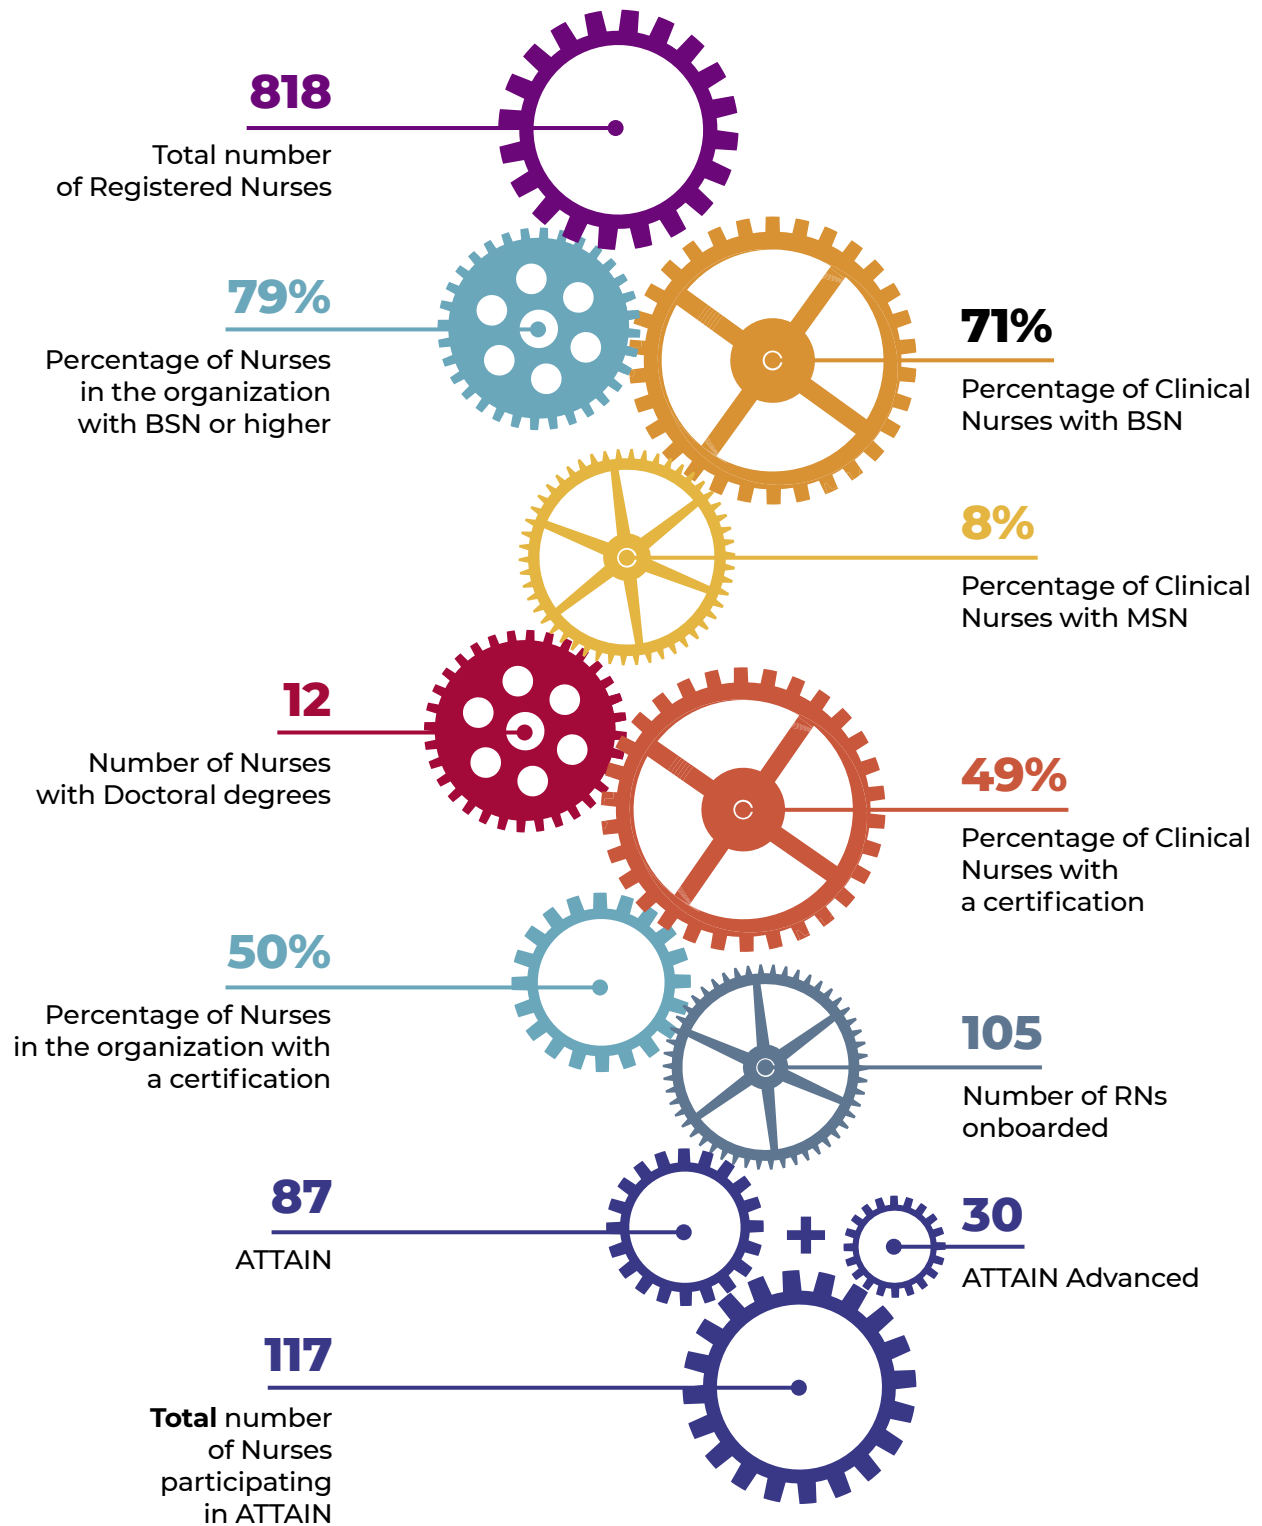 818
Total number
of Registered Nurses
79%
Percentage of Nurses
in the organization
with BSN or higher
71%
Percentage of Clinical
Nurses with BSN
8%
Percentage of Clinical
Nurses with MSN
12
Number of Nurses
with Doctoral degrees
49%
Percentage of Clinical
Nurses with
a certification
50%
Percentage of Nurses
in the organization with
a certification
105
Number of RNs
onboarded
87
ATTAIN
+
30
ATTAIN Advanced
117
Total number
of Nurses
participating
in ATTAIN